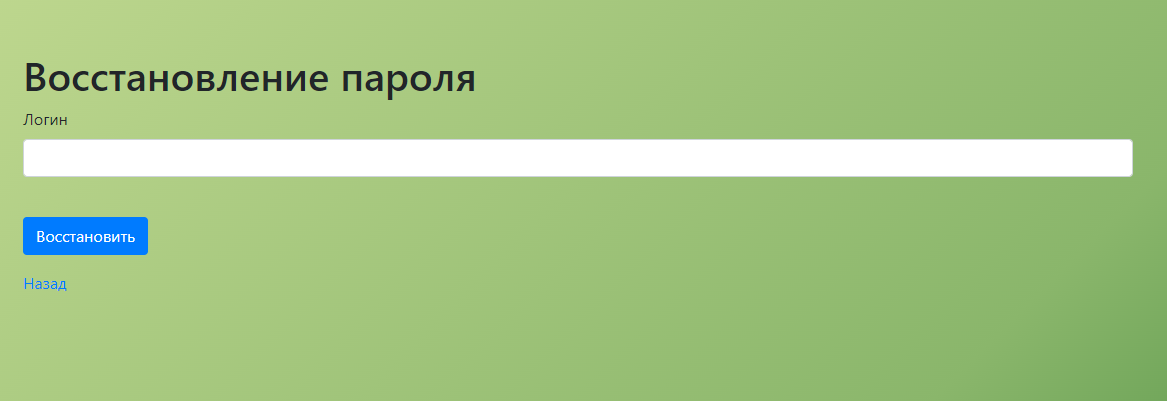 Восстановление пароля
Логин
Восстановить
Назад